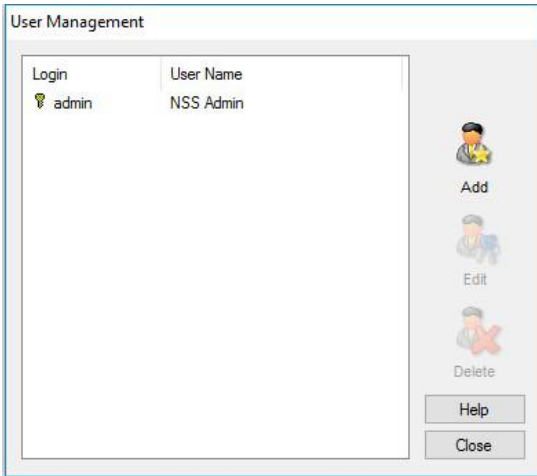 User Management
Login User Name
admin NSS Admin
Add
Edit
Delete
Help
Close